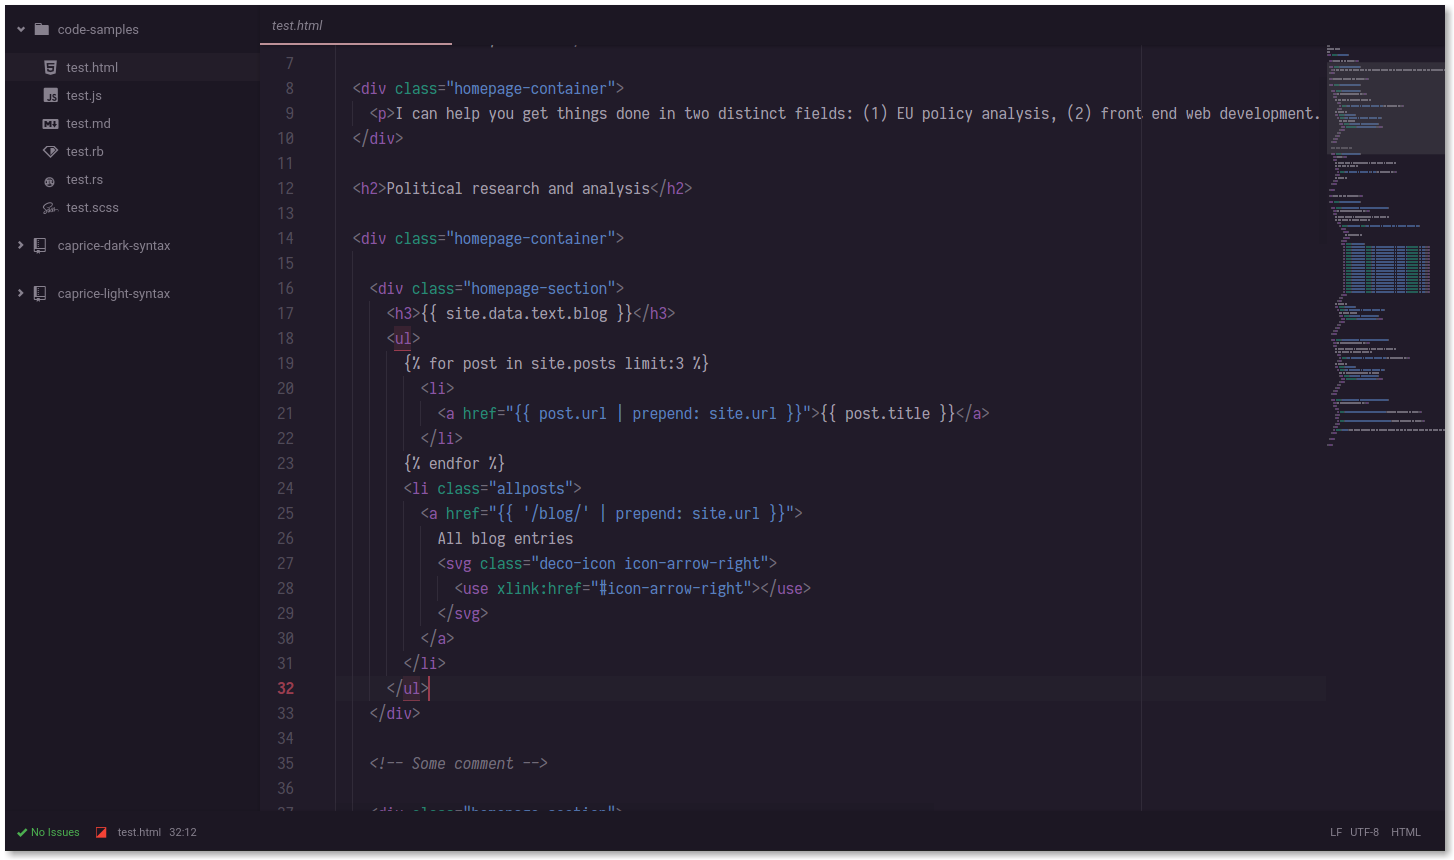 code-samples
test.html
test.js
test.md
test.rb
test.rs
test.scss
caprice-dark-syntax
caprice-light-syntax
test.html
7
8 <div class="homepage-container">
9 <p>I can help you get things done in two distinct fields: (1) EU policy analysis, (2) front end web development.
10 </div>
11
12 <h2>Political research and analysis</h2>
13
14 <div class="homepage-container">
15
16 <div class="homepage-section">
17 <h3>{{ site.data.text.blog }}</h3>
18 <ul>
19 {% for post in site.posts limit:3 %}
20 <li>
21 <a href="{{ post.url | prepend: site.url }}">{{ post.title }}</a>
22 </li>
23 {% endfor %}
24 <li class="allposts">
25 <a href="{{ '/blog/' | prepend: site.url }}">
26 All blog entries
27 <svg class="deco-icon icon-arrow-right">
28 <use xlink:href="#icon-arrow-right"></use>
29 </svg>
30 </a>
31 </li>
32 </ul>
33 </div>
34
35 <!-- Some comment -->
36
37 <div class="homepage-section">
No Issues test.html 32:12 LF UTF-8 HTML